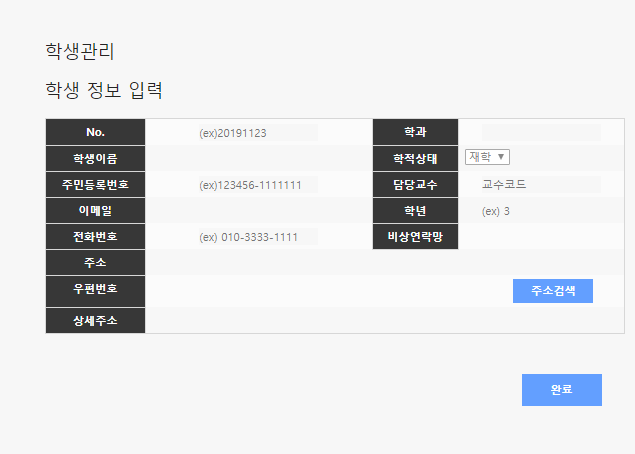 학생관리
학생 정보 입력
No. (ex)20191123 학과
학생이름 학적상태 재학 ▼
주민등록번호 (ex)123456-1111111 담당교수 교수코드
이메일 학년 (ex) 3
전화번호 (ex) 010-3333-1111 비상연락망
주소
우편번호 주소검색
상세주소
완료